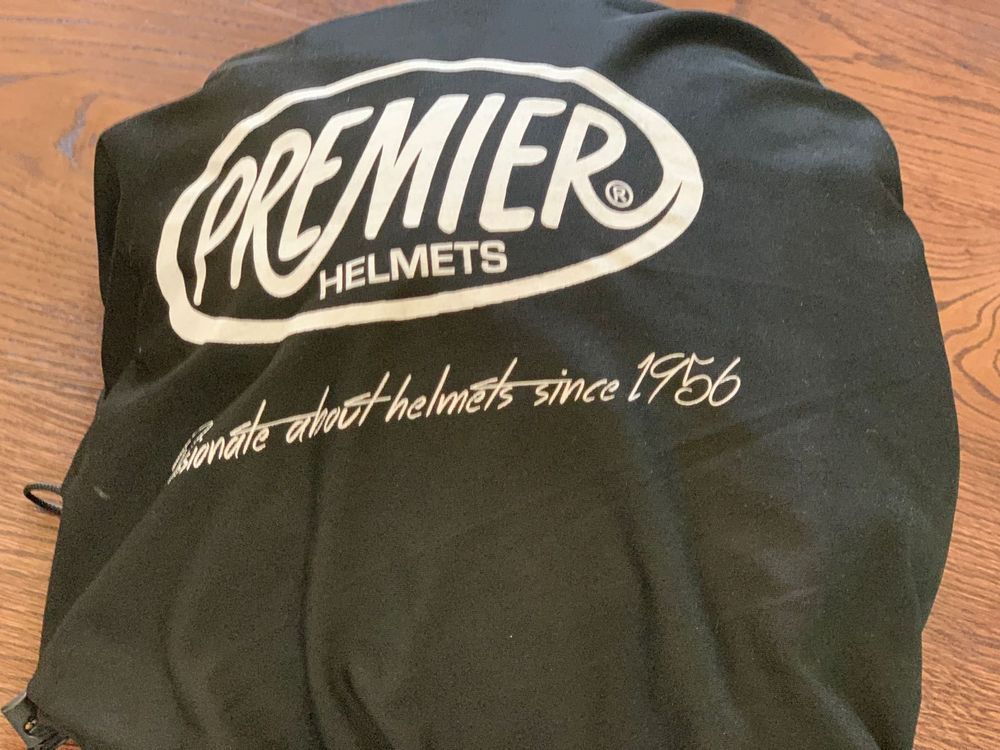 PREMIER®
HELMETS
about helmets since 1956